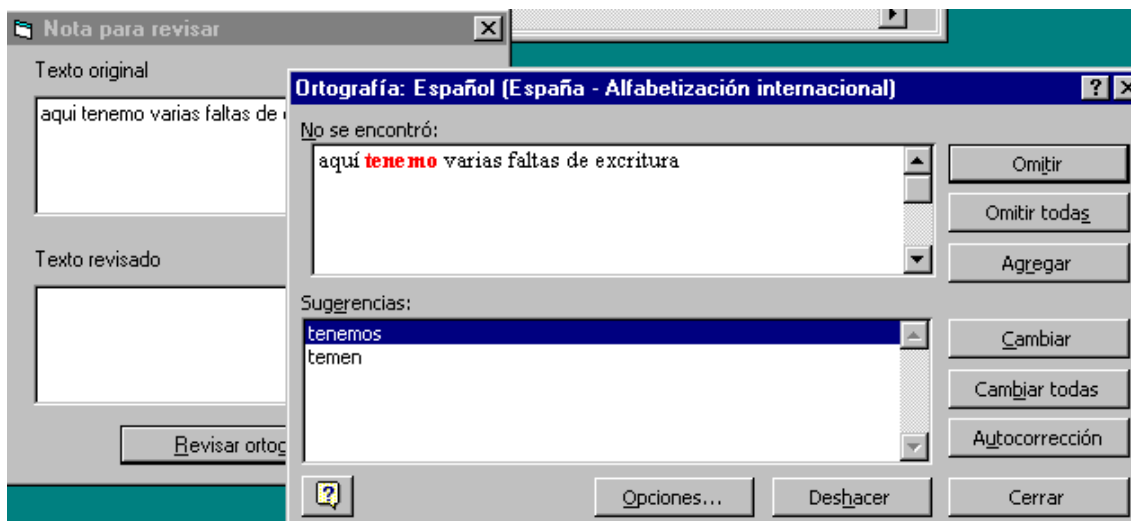 Nota para revisar
Texto original
aqui tenemo varias faltas de
Texto revisado
Revisar ortog
Ortografía: Español (España - Alfabetización internacional)
No se encontró:
aquí tenemo varias faltas de excritura
Omitir
Omitir todas
Agregar
Sugerencias:
tenemos
temen
Cambiar
Cambiar todas
Autocorrección
Opciones...
Deshacer
Cerrar